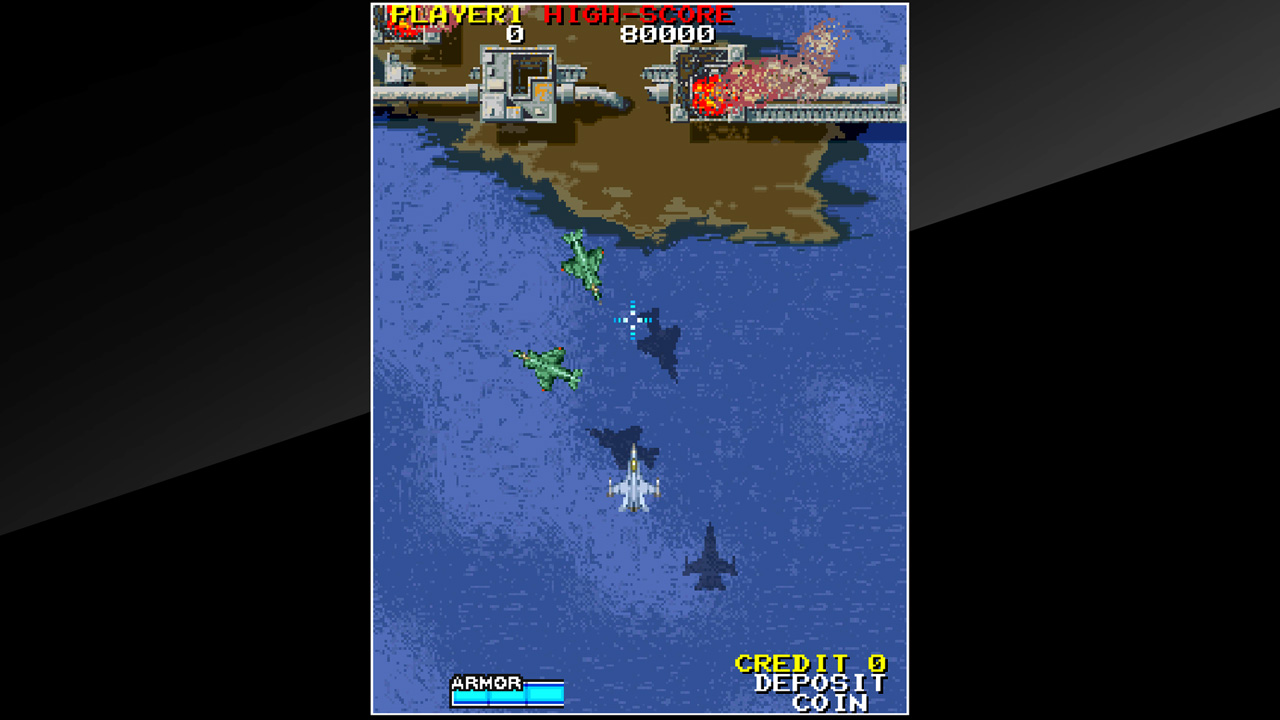 PLAYER1 HIGH-SCORE
0 80000
CREDIT 0
DEPOSIT
COIN
ARMOR